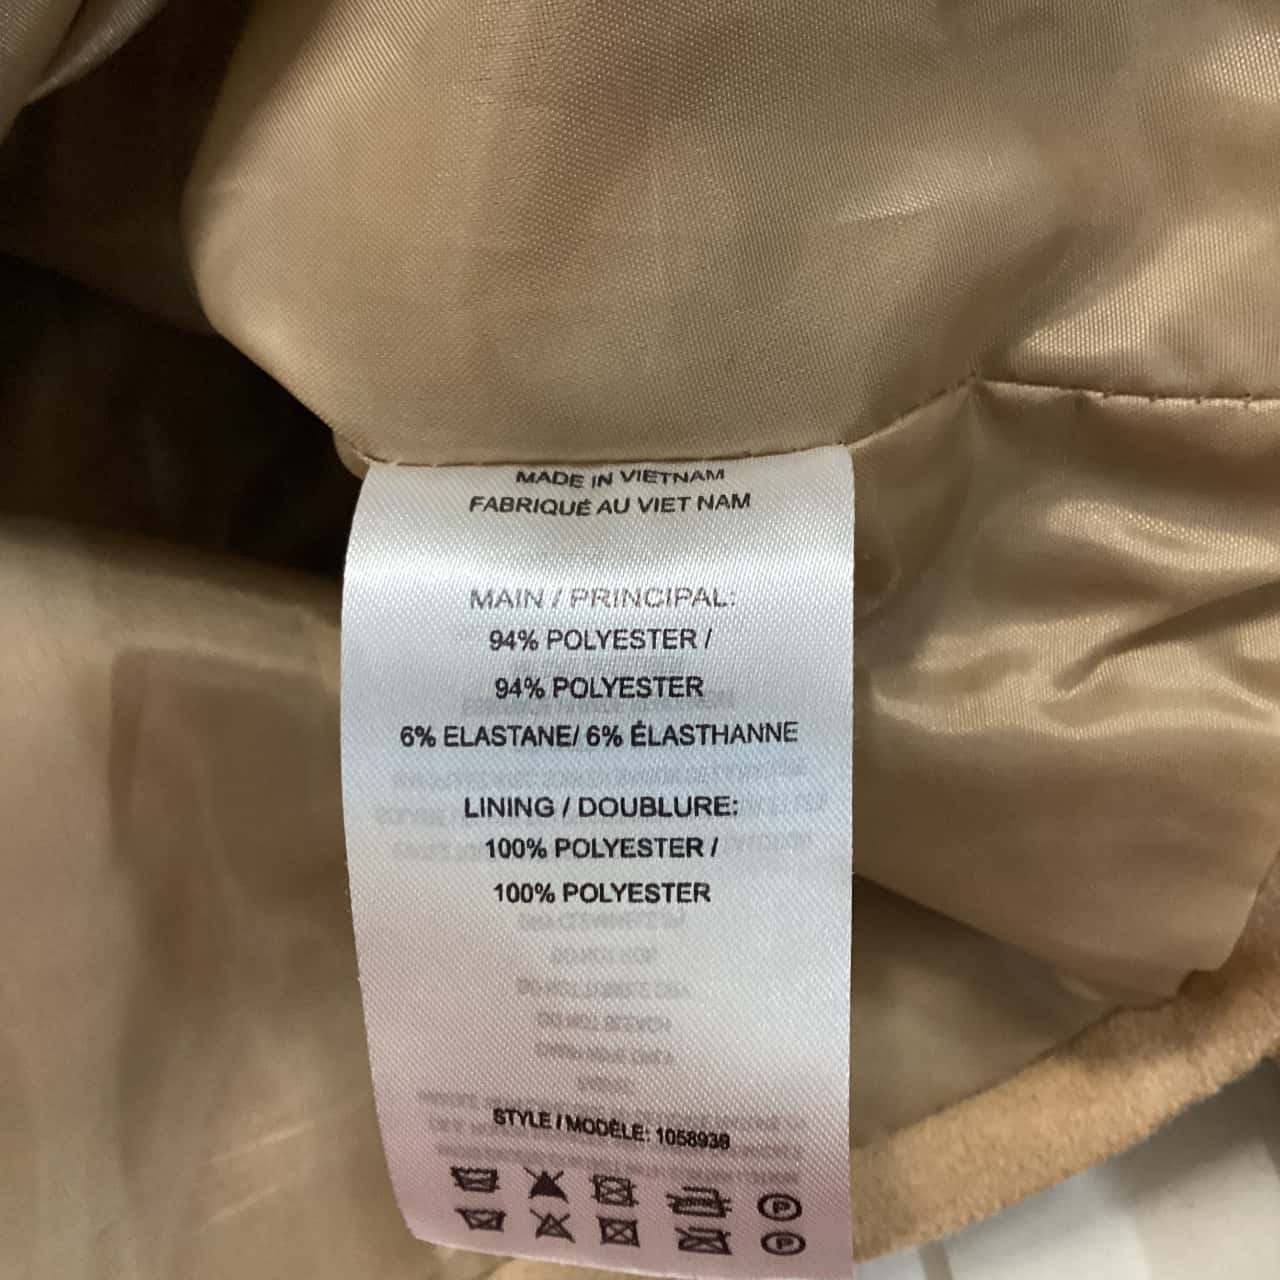 MADE IN VIETNAM
FABRIQUÉ AU VIET NAM
MAIN / PRINCIPAL:
94% POLYESTER /
94% POLYESTER
6% ELASTANE/ 6% ÉLASTHANNE
LINING / DOUBLURE:
100% POLYESTER /
100% POLYESTER
STYLE / MODÈLE: 1058939
P
P